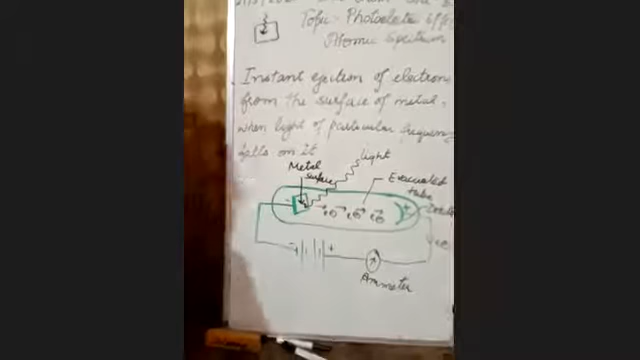 Topic:- Photoelectric Effe
Atomic Spectrum
Instant ejection of electrons
from the surface of metal,
when light of particular frequency
falls on it
light
Metal
surface
Evacuated
tube
- +
- +
Ammeter